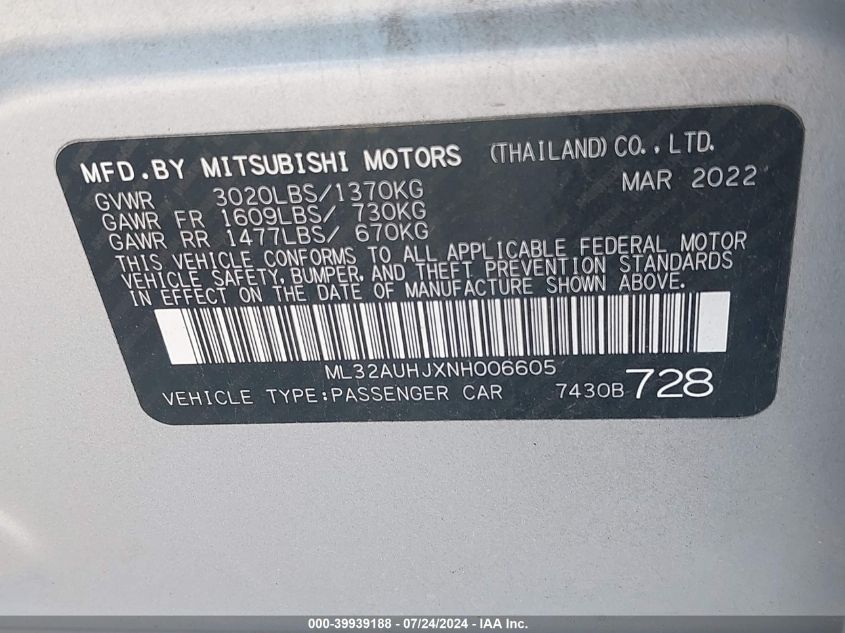 MFD.BY MITSUBISHI MOTORS (THAILAND) CO., LTD.
GVWR 3020LBS/1370KG MAR 2022
GAWR FR 1609LBS/ 730KG
GAWR RR 1477LBS/ 670KG
THIS VEHICLE CONFORMS TO ALL APPLICABLE FEDERAL MOTOR
VEHICLE SAFETY, BUMPER, AND THEFT PREVENTION STANDARDS
IN EFFECT ON THE DATE OF MANUFACTURE SHOWN ABOVE.
ML32AUHJXNH006605
VEHICLE TYPE:PASSENGER CAR 7430B 728
000-39939188 - 07/24/2024 - IAAI.COM